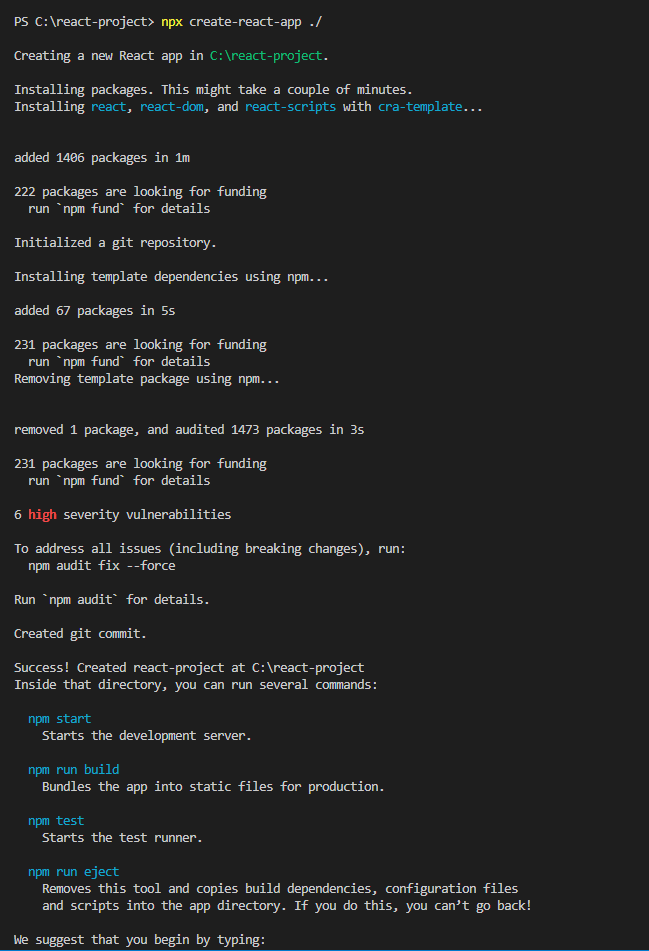 PS C:\react-project> npx create-react-app ./
Creating a new React app in C:\react-project.
Installing packages. This might take a couple of minutes.
Installing react, react-dom, and react-scripts with cra-template...
added 1406 packages in 1m
222 packages are looking for funding
run `npm fund` for details
Initialized a git repository.
Installing template dependencies using npm...
added 67 packages in 5s
231 packages are looking for funding
run `npm fund` for details
Removing template package using npm...
removed 1 package, and audited 1473 packages in 3s
231 packages are looking for funding
run `npm fund` for details
6 high severity vulnerabilities
To address all issues (including breaking changes), run:
npm audit fix --force
Run `npm audit` for details.
Created git commit.
Success! Created react-project at C:\react-project
Inside that directory, you can run several commands:
npm start
Starts the development server.
npm run build
Bundles the app into static files for production.
npm test
Starts the test runner.
npm run eject
Removes this tool and copies build dependencies, configuration files
and scripts into the app directory. If you do this, you can’t go back!
We suggest that you begin by typing: